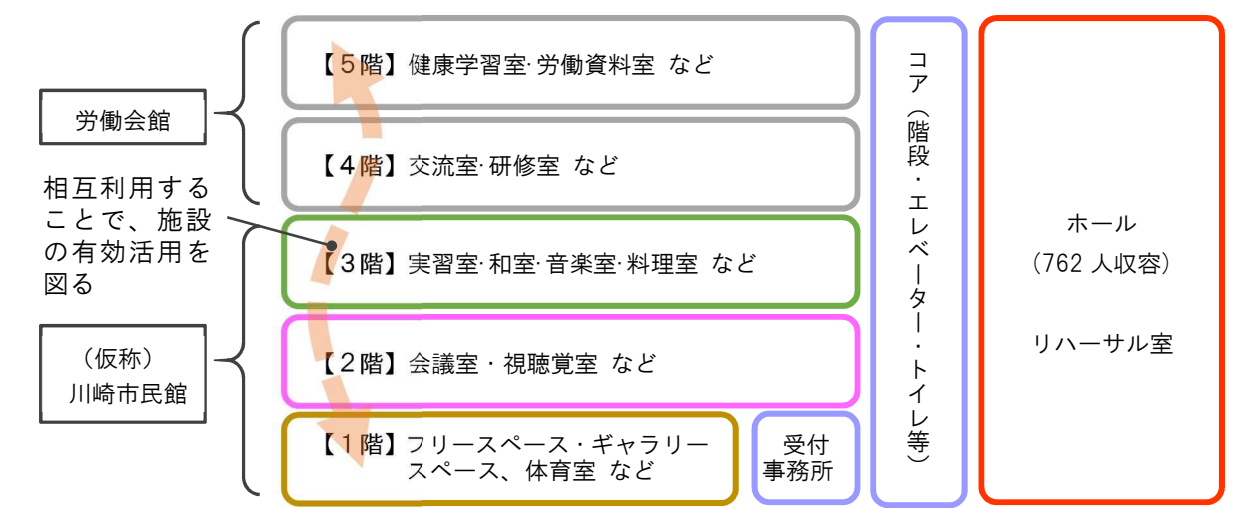 【5階】健康学習室･労働資料室 など
労働会館
【4階】交流室･研修室 など
相互利用する
ことで、施設
の有効活用を
図る
【3階】実習室･和室･音楽室･料理室 など
（仮称）
川崎市民館
【2階】会議室・視聴覚室 など
【1階】フリースペース・ギャラリー
スペース、体育室 など
受付
事務所
コア（階段・エレベーター・トイレ等）
ホール
（762 人収容）
リハーサル室